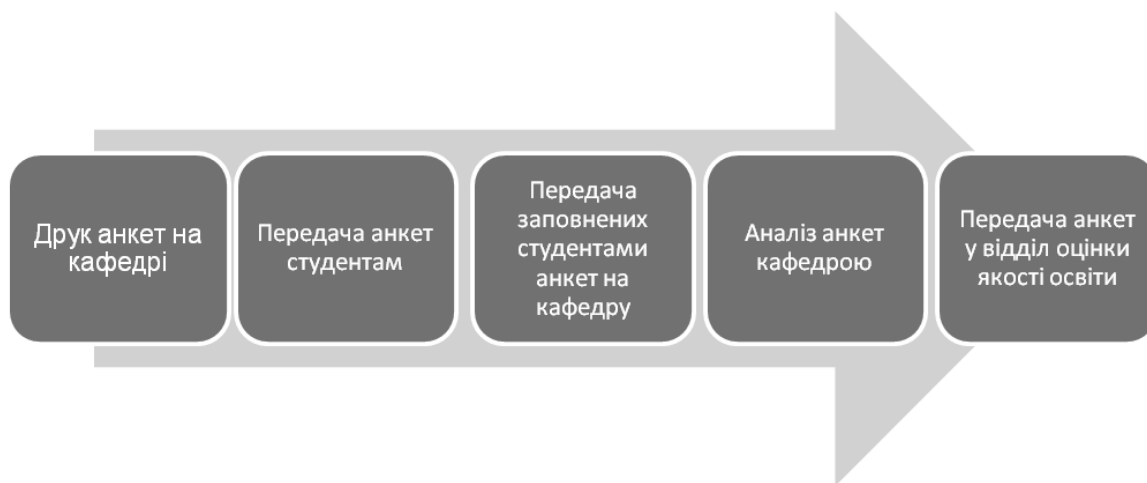 Друк анкет на
кафедрі
Передача анкет
студентам
Передача
заповнених
студентами
анкет на
кафедру
Аналіз анкет
кафедрою
Передача анкет
у відділ оцінки
якості освіти